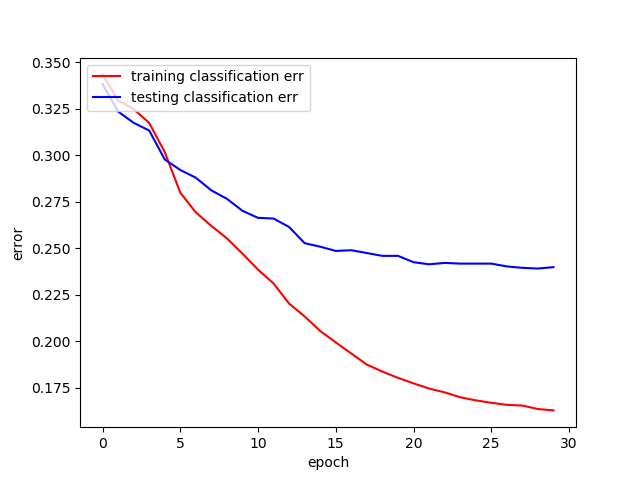 0.350
0.325
0.300
0.275
0.250
0.225
0.200
0.175
error
training classification err
testing classification err
0 5 10 15 20 25 30
epoch